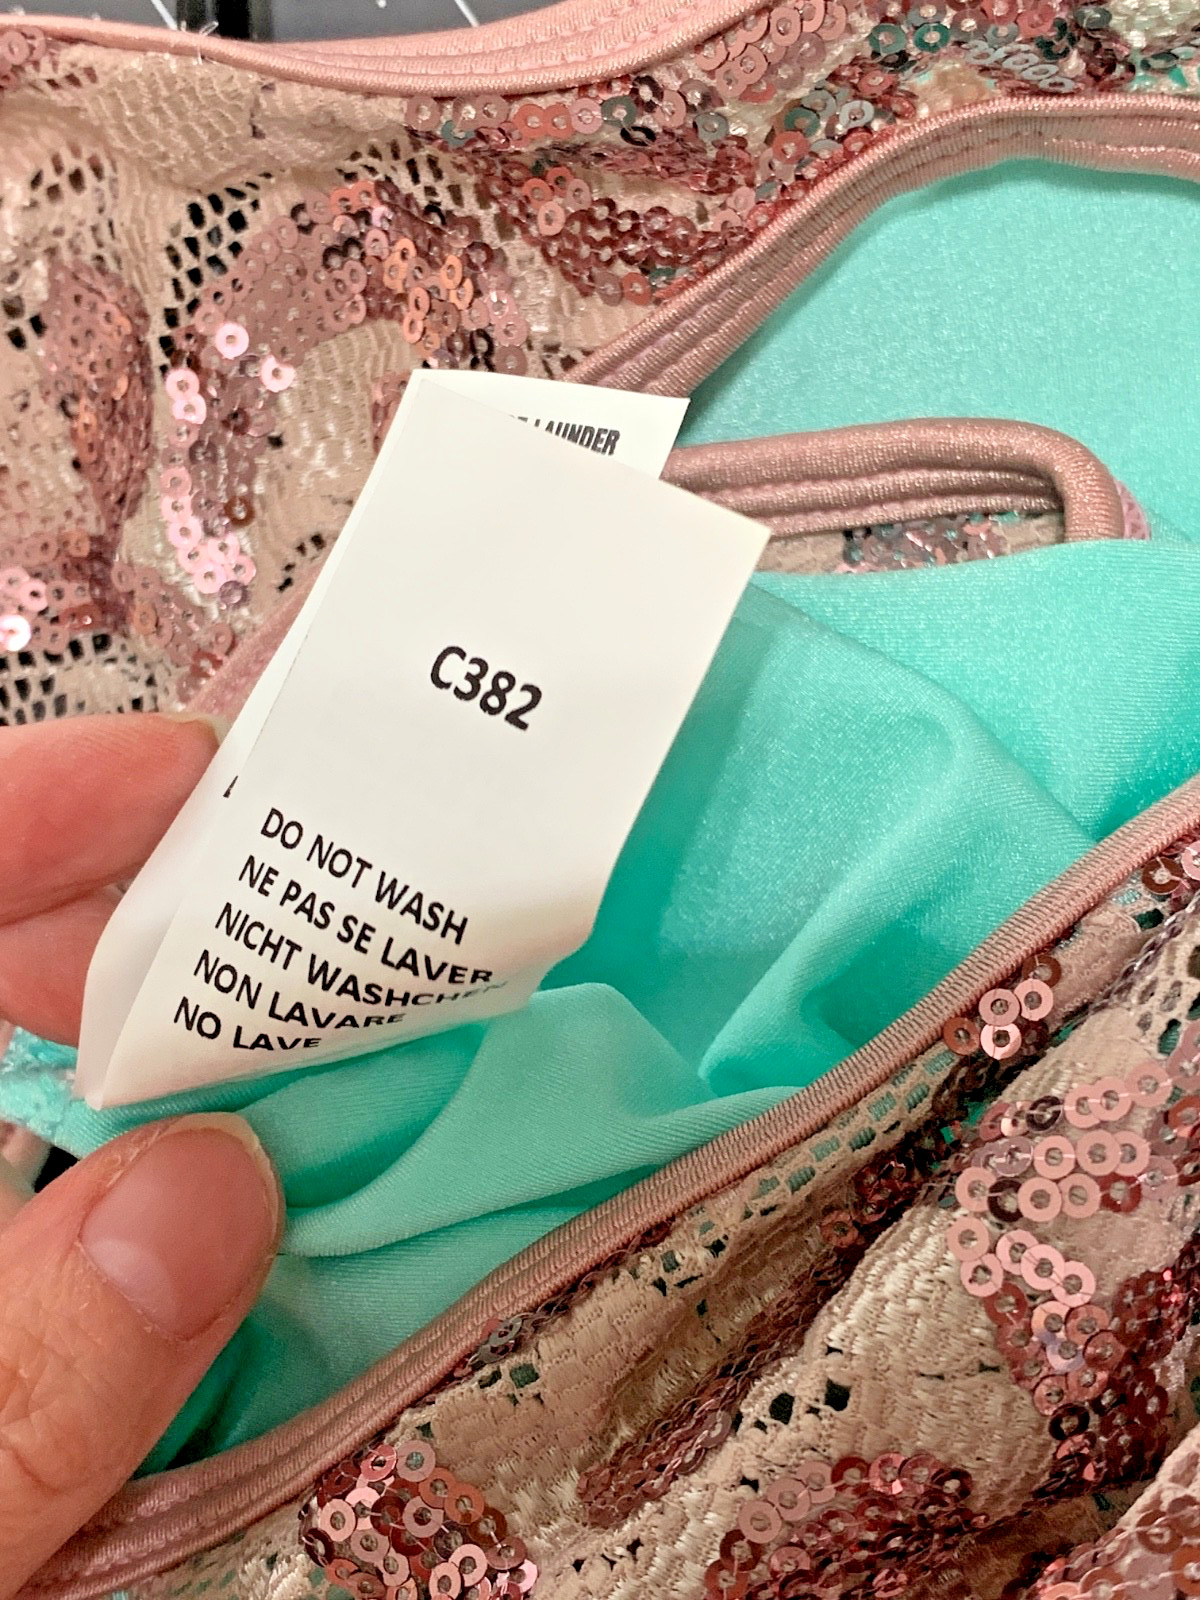 LAUNDER
C382
DO NOT WASH
NE PAS SE LAVER
NICHT WASHCHEN
NON LAVARE
NO LAVE